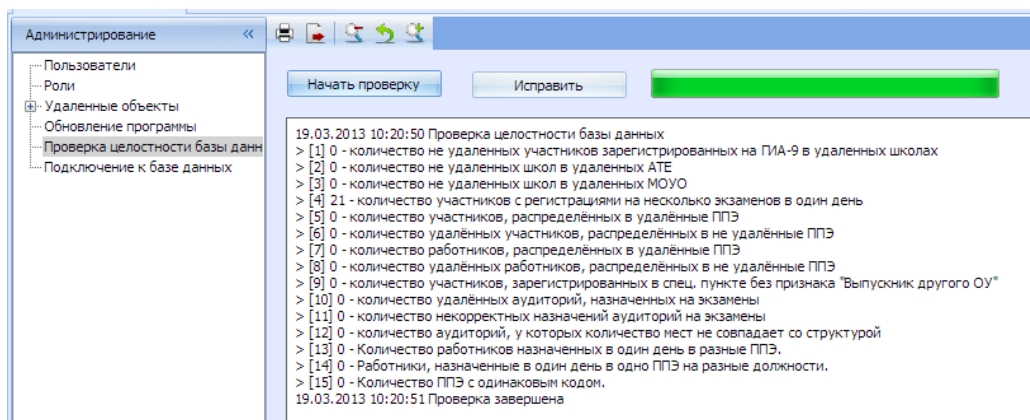 Администрирование «
Пользователи
Роли
Удаленные объекты
Обновление программы
Проверка целостности базы данн
Подключение к базе данных
Начать проверку Исправить
19.03.2013 10:20:50 Проверка целостности базы данных
> [1] 0 - количество не удаленных участников зарегистрированных на ГИА-9 в удаленных школах
> [2] 0 - количество не удаленных школ в удаленных АТЕ
> [3] 0 - количество не удаленных школ в удаленных МОУО
> [4] 21 - количество участников с регистрациями на несколько экзаменов в один день
> [5] 0 - количество участников, распределённых в удалённые ППЭ
> [6] 0 - количество удалённых участников, распределённых в не удалённые ППЭ
> [7] 0 - количество работников, распределённых в удалённые ППЭ
> [8] 0 - количество удалённых работников, распределённых в не удалённые ППЭ
> [9] 0 - количество участников, зарегистрированных в спец. пункте без признака "Выпускник другого ОУ"
> [10] 0 - количество удалённых аудиторий, назначенных на экзамены
> [11] 0 - количество некорректных назначений аудиторий на экзамены
> [12] 0 - количество аудиторий, у которых количество мест не совпадает со структурой
> [13] 0 - Количество работников назначенных в один день в разные ППЭ.
> [14] 0 - Работники, назначенные в один день в одно ППЭ на разные должности.
> [15] 0 - Количество ППЭ с одинаковым кодом.
19.03.2013 10:20:51 Проверка завершена